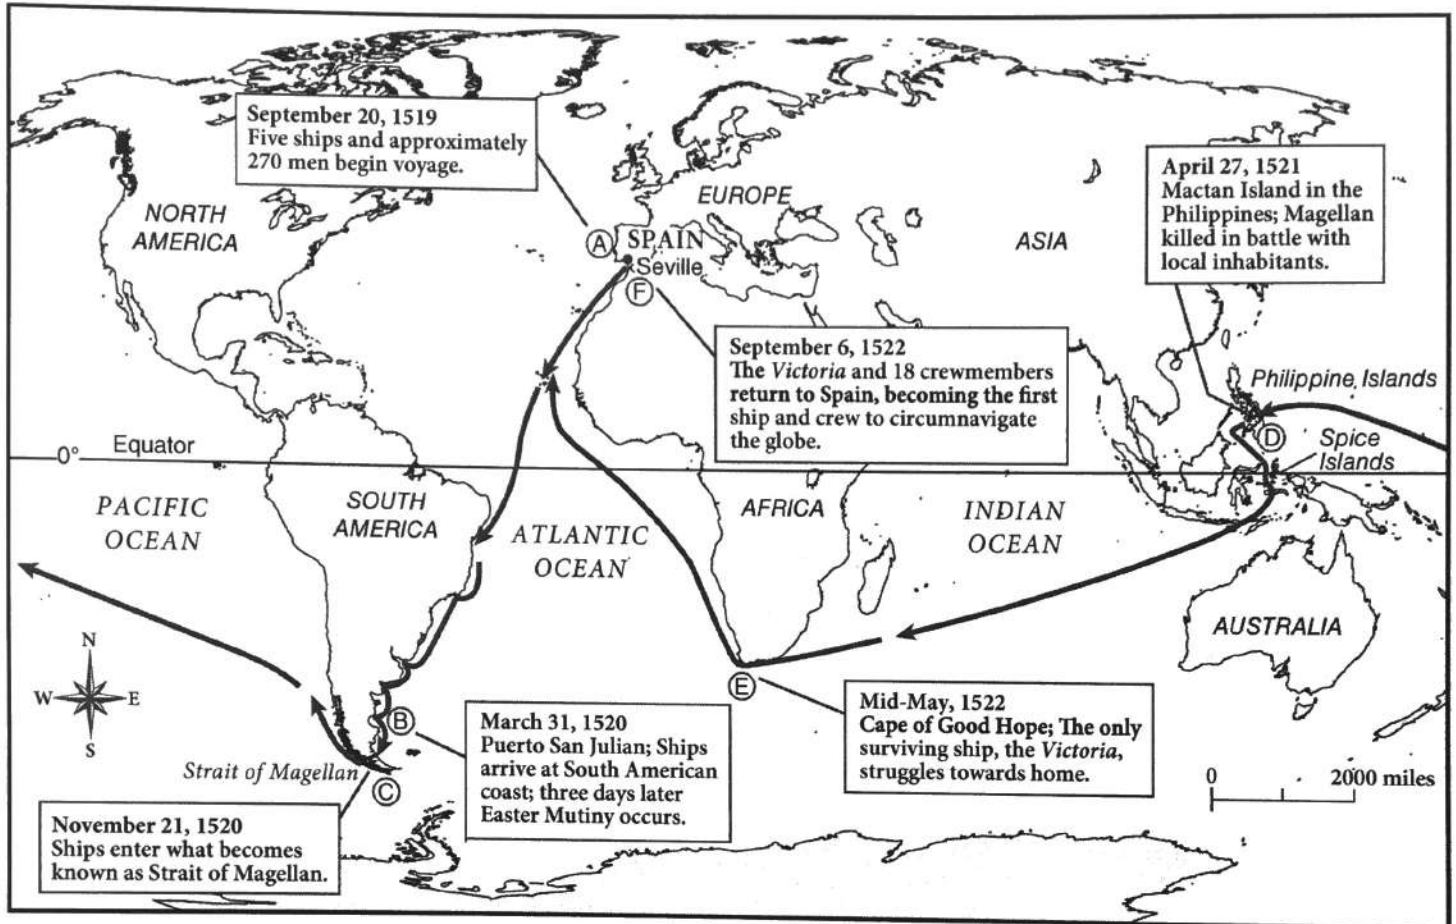 September 20, 1519
Five ships and approximately
270 men begin voyage.
April 27, 1521
Mactan Island in the
Philippines; Magellan
killed in battle with
local inhabitants.
NORTH
AMERICA
EUROPE
ASIA
A
SPAIN
Seville
F
September 6, 1522
The Victoria and 18 crewmembers
return to Spain, becoming the first
ship and crew to circumnavigate
the globe.
Philippine Islands
D
Spice
Islands
0°
Equator
PACIFIC
OCEAN
SOUTH
AMERICA
ATLANTIC
OCEAN
AFRICA
INDIAN
OCEAN
AUSTRALIA
N
W
E
S
E
B
March 31, 1520
Puerto San Julian; Ships
arrive at South American
coast; three days later
Easter Mutiny occurs.
Mid-May, 1522
Cape of Good Hope; The only
surviving ship, the Victoria,
struggles towards home.
Strait of Magellan
C
0 2000 miles
November 21, 1520
Ships enter what becomes
known as Strait of Magellan.